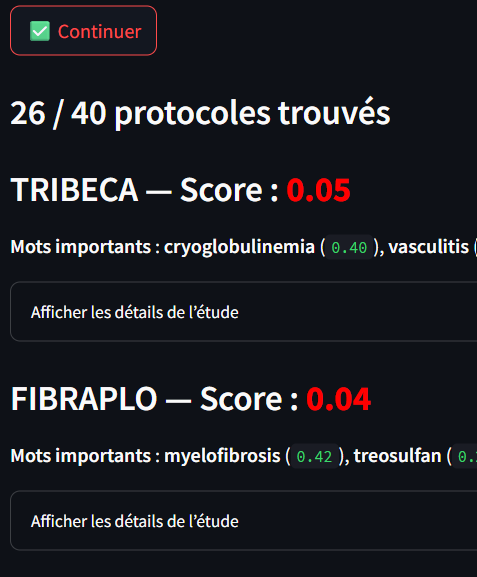 ✅ Continuer
26 / 40 protocoles trouvés
TRIBECA — Score : 0.05
Mots importants : cryoglobulinemia ( 0.40 ), vasculitis (
Afficher les détails de l’étude
FIBRAPLO — Score : 0.04
Mots importants : myelofibrosis ( 0.42 ), treosulfan ( 0.
Afficher les détails de l’étude